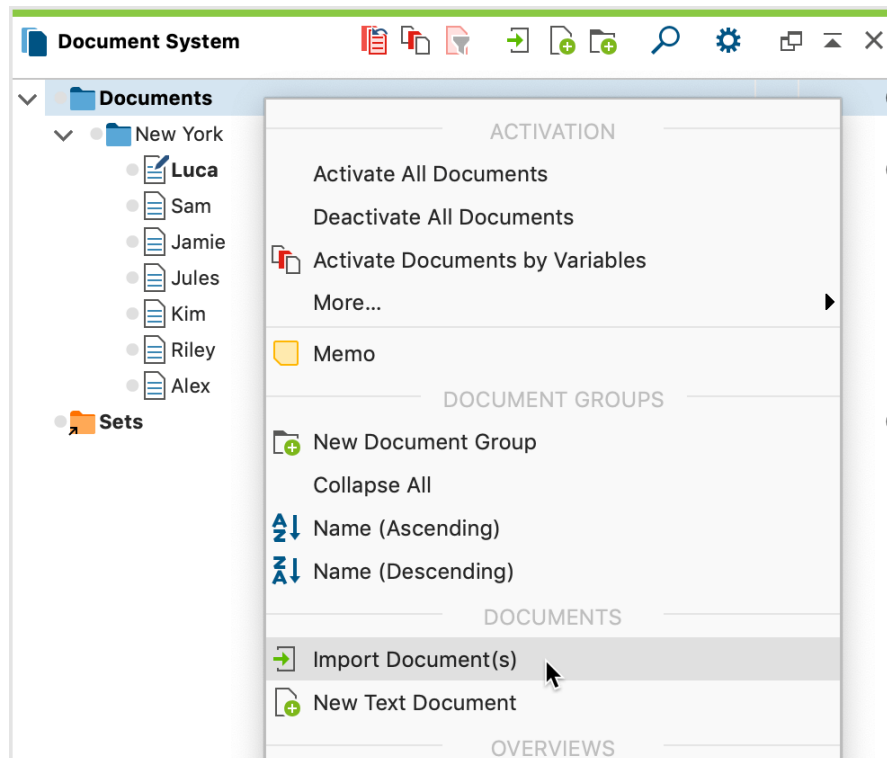 Document System
Documents
New York
Luca
Sam
Jamie
Jules
Kim
Riley
Alex
Sets
ACTIVATION
Activate All Documents
Deactivate All Documents
Activate Documents by Variables
More...
Memo
DOCUMENT GROUPS
New Document Group
Collapse All
Name (Ascending)
Name (Descending)
DOCUMENTS
Import Document(s)
New Text Document
OVERVIEWS